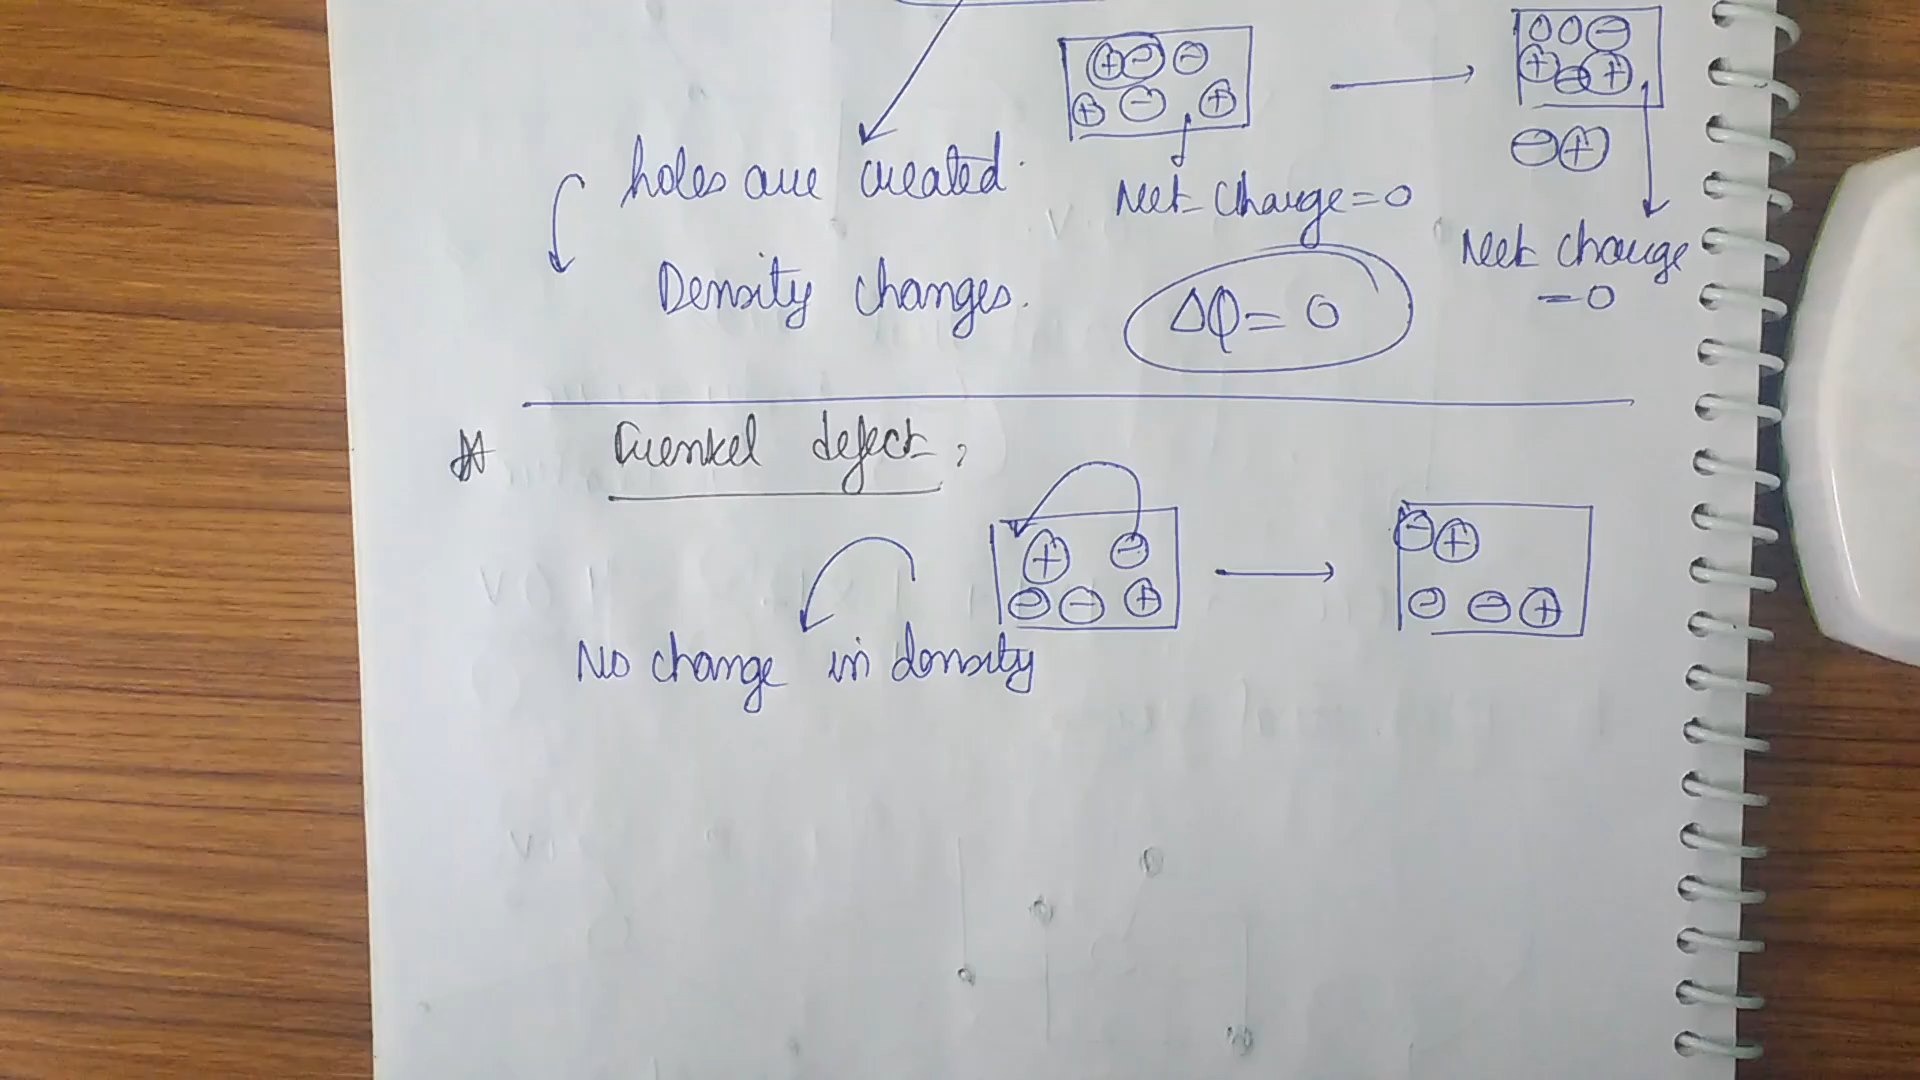 holes are created.
Net Charge = 0
Density changes.
Net charge
= 0
ΔQ = 0
Frenkel defect,
No change in density